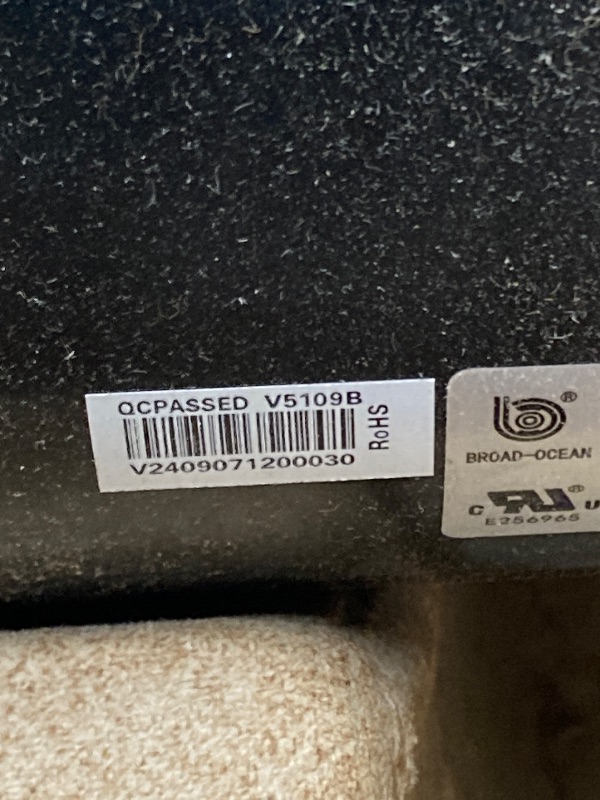 QCPASSED V5109B
RoHS
V2409071200030
®
BROAD-OCEAN
c ®
E256965